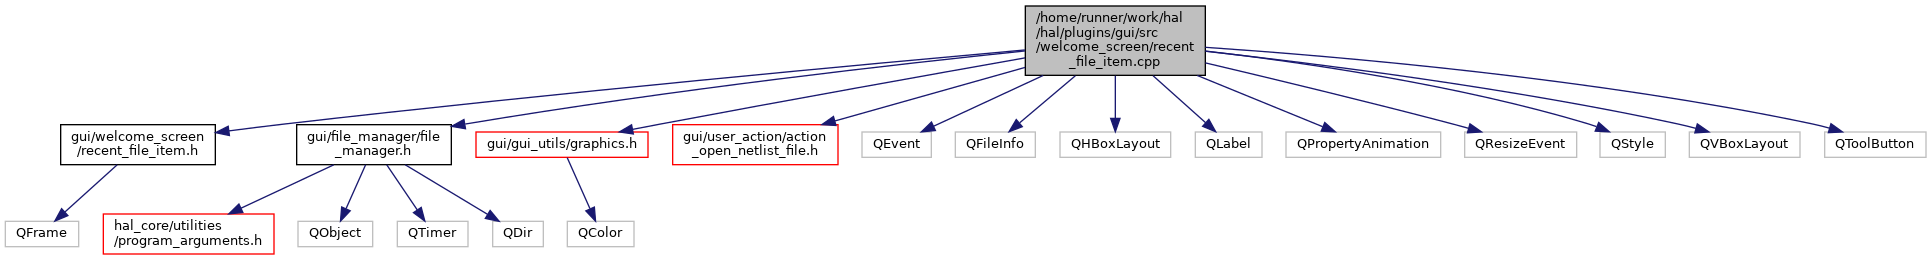 /home/runner/work/hal
/hal/plugins/gui/src
/welcome_screen/recent
_file_item.cpp
gui/welcome_screen
/recent_file_item.h
gui/file_manager/file
_manager.h
gui/gui_utils/graphics.h
gui/user_action/action
_open_netlist_file.h
QEvent
QFileInfo
QHBoxLayout
QLabel
QPropertyAnimation
QResizeEvent
QStyle
QVBoxLayout
QToolButton
QFrame
hal_core/utilities
/program_arguments.h
QObject
QTimer
QDir
QColor